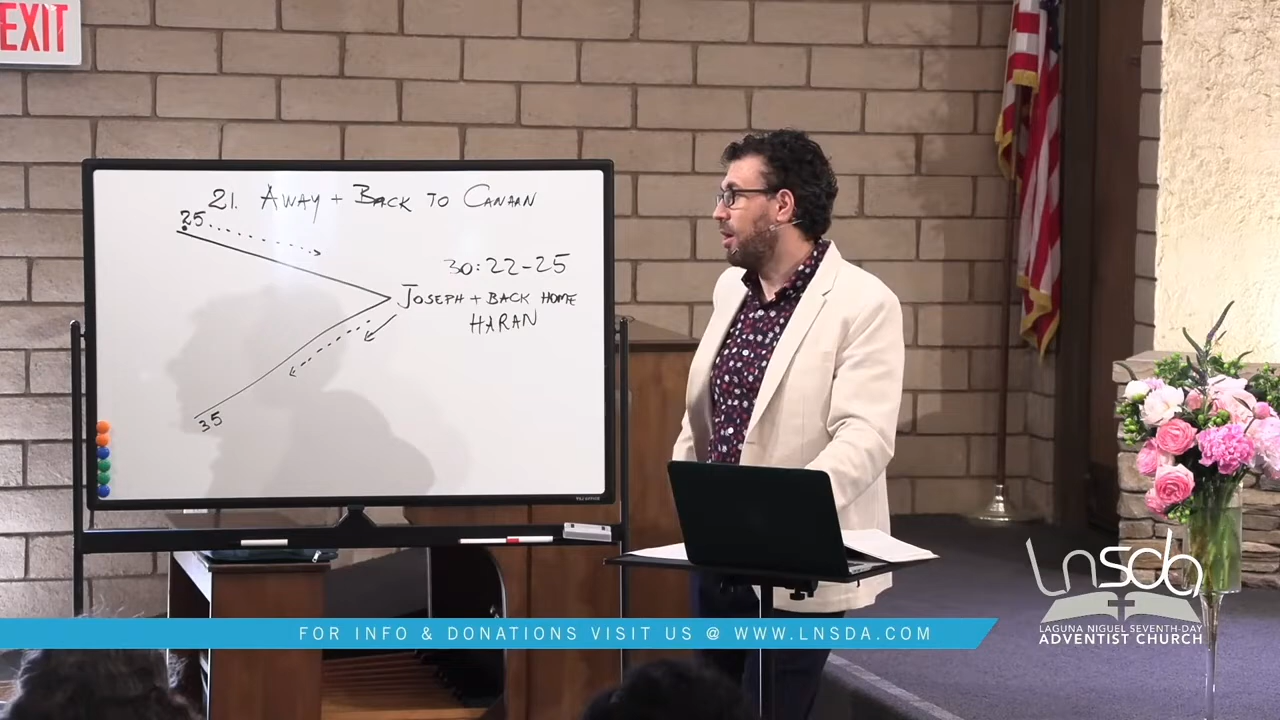 EXIT
21. AWAY + BACK TO CANAAN
25
30:22-25
JOSEPH + BACK HOME
HARAN
35
FOR INFO & DONATIONS VISIT US @ WWW.LNSDA.COM
Lnsda
LAGUNA NIGUEL SEVENTH-DAY
ADVENTIST CHURCH